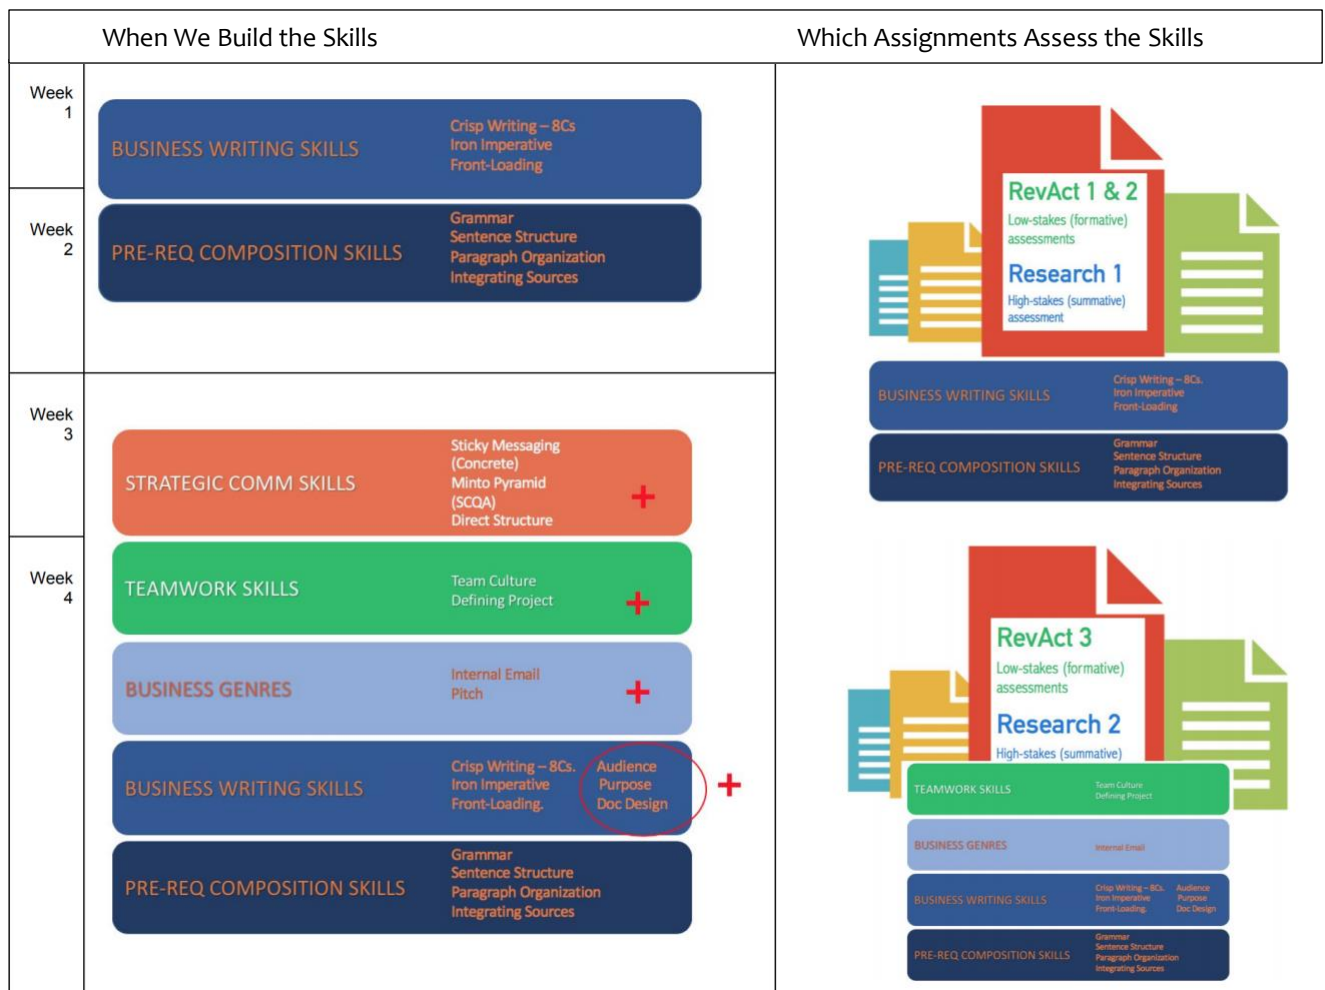 When We Build the Skills
Which Assignments Assess the Skills
Week
1
BUSINESS WRITING SKILLS
Crisp Writing – 8Cs
Iron Imperative
Front-Loading
Week
2
PRE-REQ COMPOSITION SKILLS
Grammar
Sentence Structure
Paragraph Organization
Integrating Sources
RevAct 1 & 2
Low-stakes (formative)
assessments
Research 1
High-stakes (summative)
assessment
BUSINESS WRITING SKILLS
Crisp Writing – 8Cs.
Iron Imperative
Front-Loading
PRE-REQ COMPOSITION SKILLS
Grammar
Sentence Structure
Paragraph Organization
Integrating Sources
Week
3
STRATEGIC COMM SKILLS
Sticky Messaging
(Concrete)
Minto Pyramid
(SCQA)
Direct Structure
+
Week
4
TEAMWORK SKILLS
Team Culture
Defining Project
+
BUSINESS GENRES
Internal Email
Pitch
+
BUSINESS WRITING SKILLS
Crisp Writing – 8Cs.
Iron Imperative
Front-Loading.
Audience
Purpose
Doc Design
+
PRE-REQ COMPOSITION SKILLS
Grammar
Sentence Structure
Paragraph Organization
Integrating Sources
RevAct 3
Low-stakes (formative)
assessments
Research 2
High-stakes (summative)
TEAMWORK SKILLS
Team Culture
Defining Project
BUSINESS GENRES
Internal Email
BUSINESS WRITING SKILLS
Crisp Writing – 8Cs.
Iron Imperative
Front-Loading.
Audience
Purpose
Doc Design
PRE-REQ COMPOSITION SKILLS
Grammar
Sentence Structure
Paragraph Organization
Integrating Sources